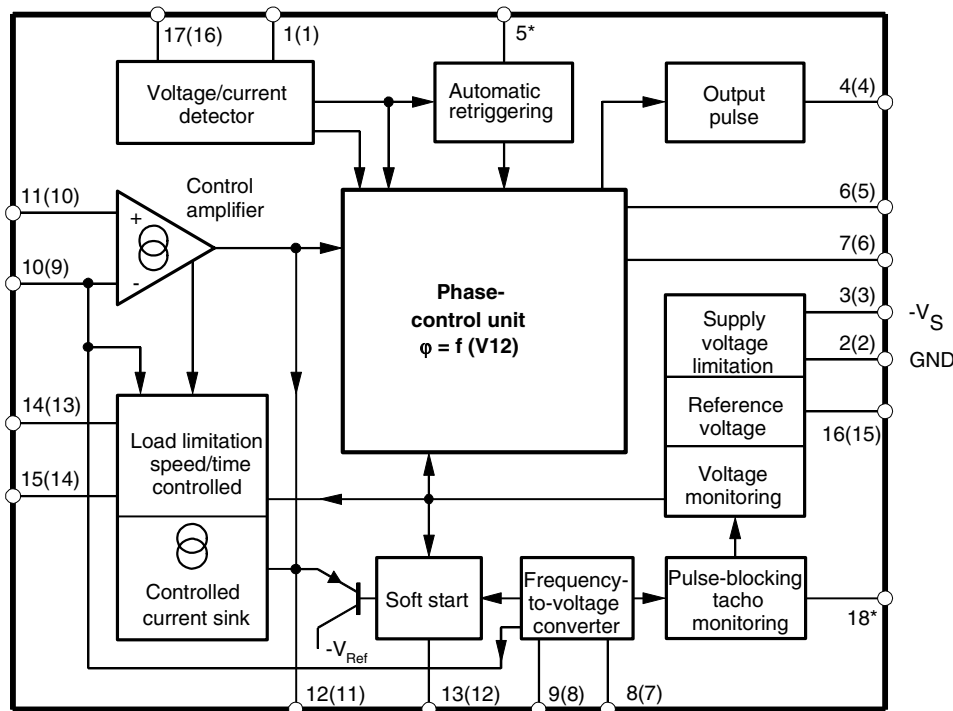 17(16)
1(1)
5*
Voltage/current
detector
Automatic
retriggering
Output
pulse
4(4)
11(10)
Control
amplifier
+
-
10(9)
6(5)
7(6)
Phase-
control unit
φ = f (V12)
3(3)
-VS
2(2)
GND
Supply
voltage
limitation
Reference
voltage
16(15)
Voltage
monitoring
14(13)
15(14)
Load limitation
speed/time
controlled
Controlled
current sink
-VRef
Soft start
Frequency-
to-voltage
converter
Pulse-blocking
tacho
monitoring
18*
12(11)
13(12)
9(8)
8(7)